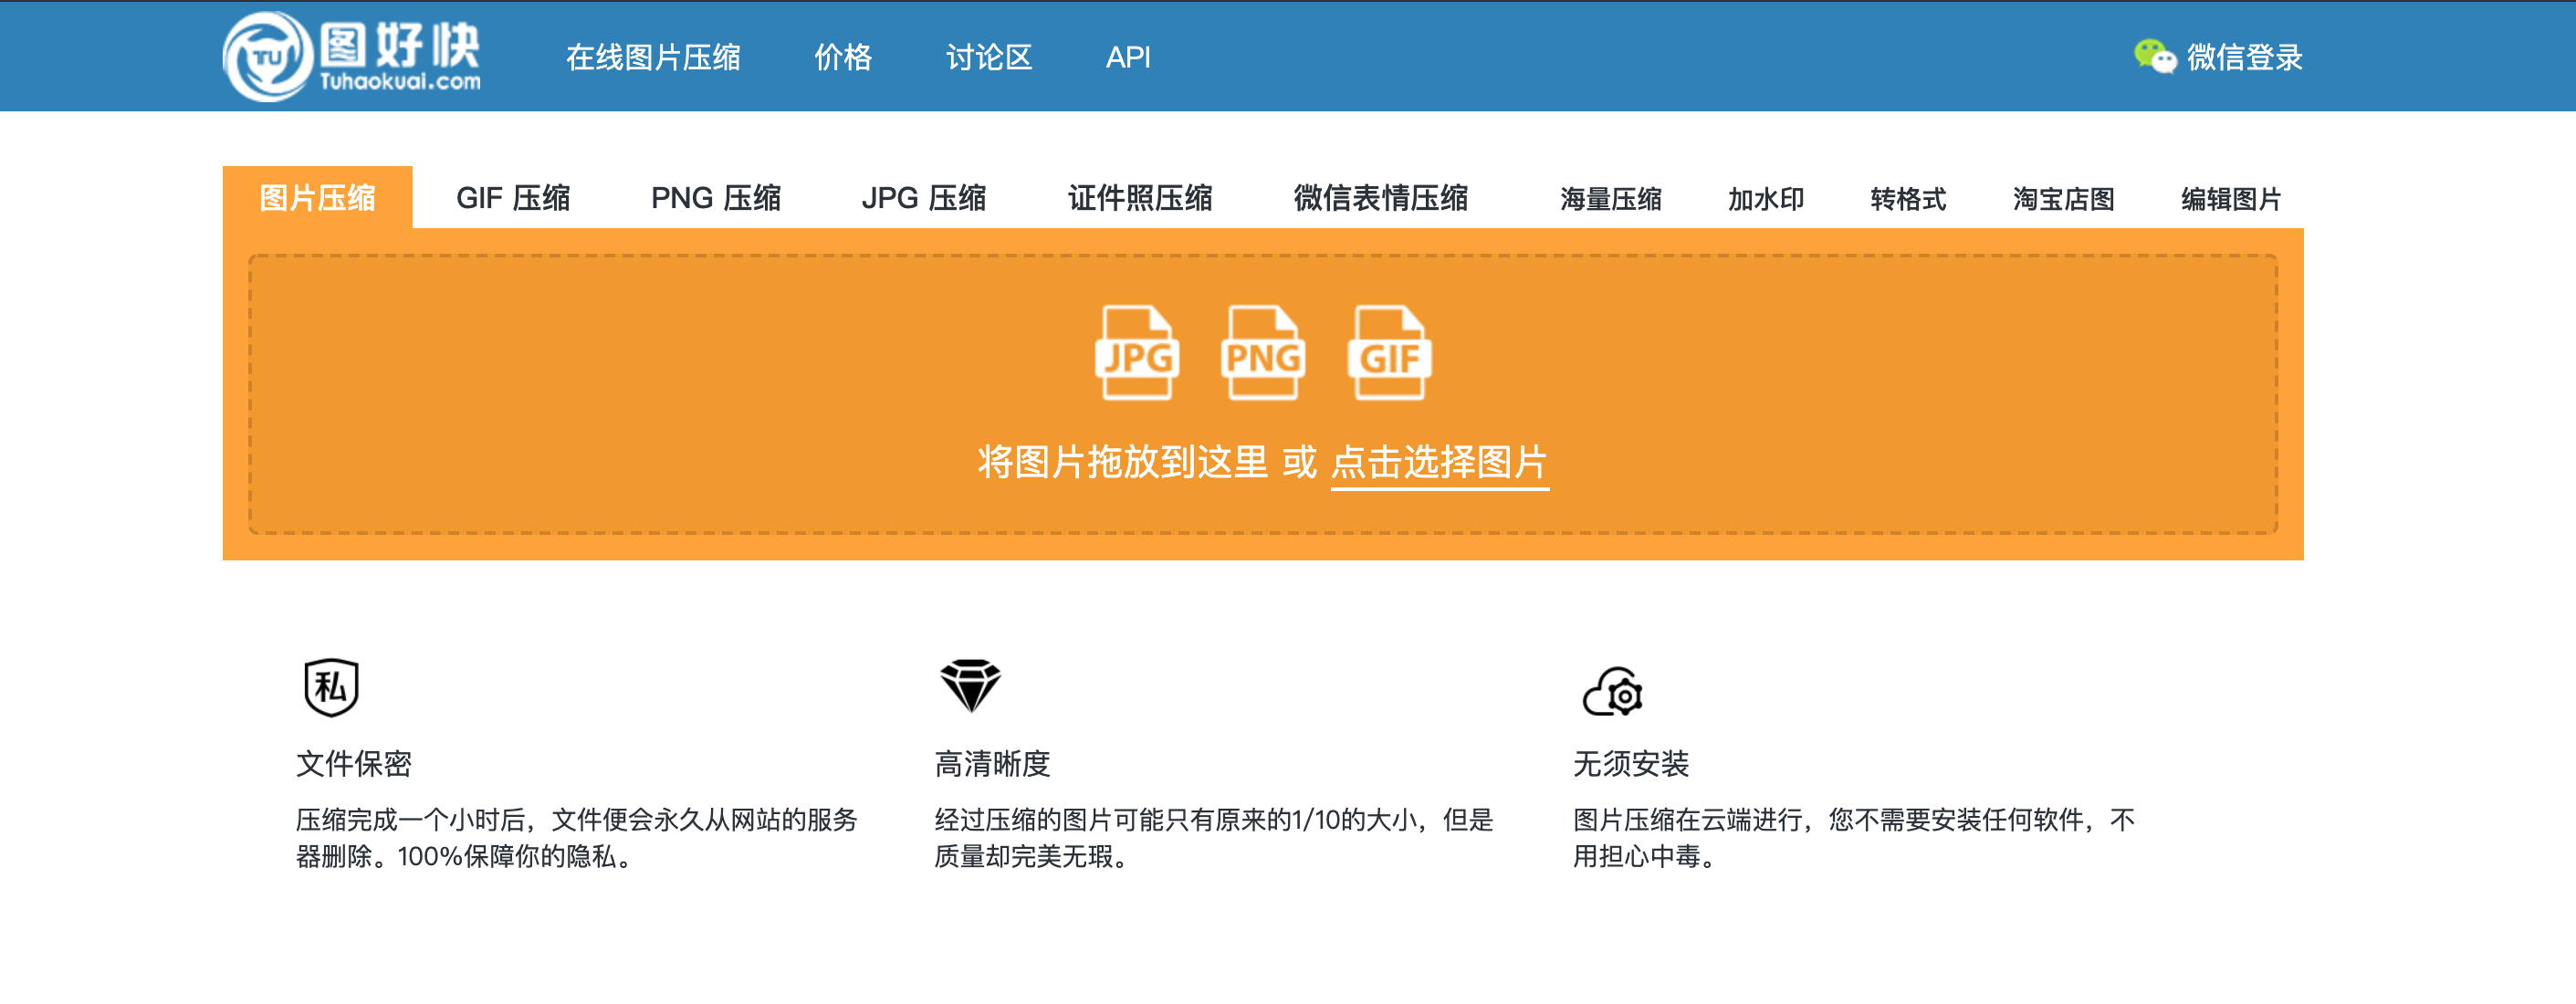 TU 图好快
Tuhaokuai.com
在线图片压缩 价格 讨论区 API 微信登录
图片压缩 GIF 压缩 PNG 压缩 JPG 压缩 证件照压缩 微信表情压缩 海量压缩 加水印 转格式 淘宝店图 编辑图片
JPG PNG GIF
将图片拖放到这里 或 点击选择图片
私
文件保密
压缩完成一个小时后，文件便会永久从网站的服务
器删除。100%保障你的隐私。
高清晰度
经过压缩的图片可能只有原来的1/10的大小，但是
质量却完美无瑕。
无须安装
图片压缩在云端进行，您不需要安装任何软件，不
用担心中毒。